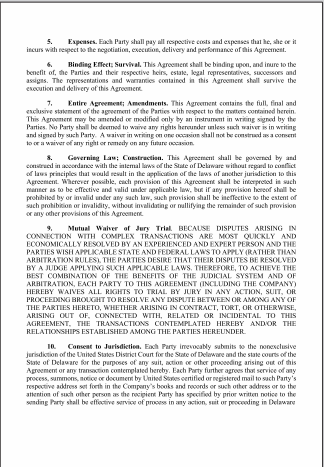 5. Expenses. Each Party shall pay all respective costs and expenses that he, she or it
incurs with respect to the negotiation, execution, delivery and performance of this Agreement.
6. Binding Effect; Survival. This Agreement shall be binding upon, and inure to the
benefit of, the Parties and their respective heirs, estate, legal representatives, successors and
assigns. The representations and warranties contained in this Agreement shall survive the
execution and delivery of this Agreement.
7. Entire Agreement; Amendments. This Agreement contains the full, final and
exclusive statement of the agreement of the Parties with respect to the matters contained herein.
This Agreement may be amended or modified only by an instrument in writing signed by the
Parties. No Party shall be deemed to waive any rights hereunder unless such waiver is in writing
and signed by such Party. A waiver in writing on one occasion shall not be construed as a consent
to or a waiver of any right or remedy on any future occasion.
8. Governing Law; Construction. This Agreement shall be governed by and
construed in accordance with the internal laws of the State of Delaware without regard to conflict
of laws principles that would result in the application of the laws of another jurisdiction to this
Agreement. Wherever possible, each provision of this Agreement shall be interpreted in such
manner as to be effective and valid under applicable law, but if any provision hereof shall be
prohibited by or invalid under any such law, such provision shall be ineffective to the extent of
such prohibition or invalidity, without invalidating or nullifying the remainder of such provision
or any other provisions of this Agreement.
9. Mutual Waiver of Jury Trial. BECAUSE DISPUTES ARISING IN
CONNECTION WITH COMPLEX TRANSACTIONS ARE MOST QUICKLY AND
ECONOMICALLY RESOLVED BY AN EXPERIENCED AND EXPERT PERSON AND THE
PARTIES WISH APPLICABLE STATE AND FEDERAL LAWS TO APPLY (RATHER THAN
ARBITRATION RULES), THE PARTIES DESIRE THAT THEIR DISPUTES BE RESOLVED
BY A JUDGE APPLYING SUCH APPLICABLE LAWS. THEREFORE, TO ACHIEVE THE
BEST COMBINATION OF THE BENEFITS OF THE JUDICIAL SYSTEM AND OF
ARBITRATION, EACH PARTY TO THIS AGREEMENT (INCLUDING THE COMPANY)
HEREBY WAIVES ALL RIGHTS TO TRIAL BY JURY IN ANY ACTION, SUIT, OR
PROCEEDING BROUGHT TO RESOLVE ANY DISPUTE BETWEEN OR AMONG ANY OF
THE PARTIES HERETO, WHETHER ARISING IN CONTRACT, TORT, OR OTHERWISE,
ARISING OUT OF, CONNECTED WITH, RELATED OR INCIDENTAL TO THIS
AGREEMENT, THE TRANSACTIONS CONTEMPLATED HEREBY AND/OR THE
RELATIONSHIPS ESTABLISHED AMONG THE PARTIES HEREUNDER.
10. Consent to Jurisdiction. Each Party irrevocably submits to the nonexclusive
jurisdiction of the United States District Court for the State of Delaware and the state courts of the
State of Delaware for the purposes of any suit, action or other proceeding arising out of this
Agreement or any transaction contemplated hereby. Each Party further agrees that service of any
process, summons, notice or document by United States certified or registered mail to such Party's
respective address set forth in the Company's books and records or such other address or to the
attention of such other person as the recipient Party has specified by prior written notice to the
sending Party shall be effective service of process in any action, suit or proceeding in Delaware